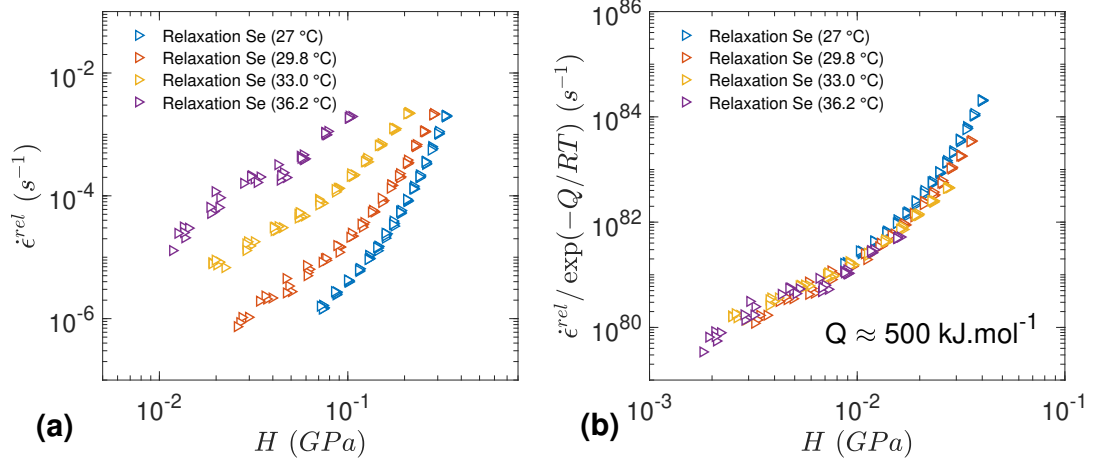 Relaxation Se (27 °C)
Relaxation Se (29.8 °C)
Relaxation Se (33.0 °C)
Relaxation Se (36.2 °C)
10^-2
10^-4
10^-6
ε̇^rel (s^-1)
10^-2
10^-1
H (GPa)
(a)
Relaxation Se (27 °C)
Relaxation Se (29.8 °C)
Relaxation Se (33.0 °C)
Relaxation Se (36.2 °C)
10^86
10^84
10^82
10^80
ε̇^rel/ exp(−Q/RT) (s^-1)
Q ≈ 500 kJ.mol^-1
10^-3
10^-2
10^-1
H (GPa)
(b)